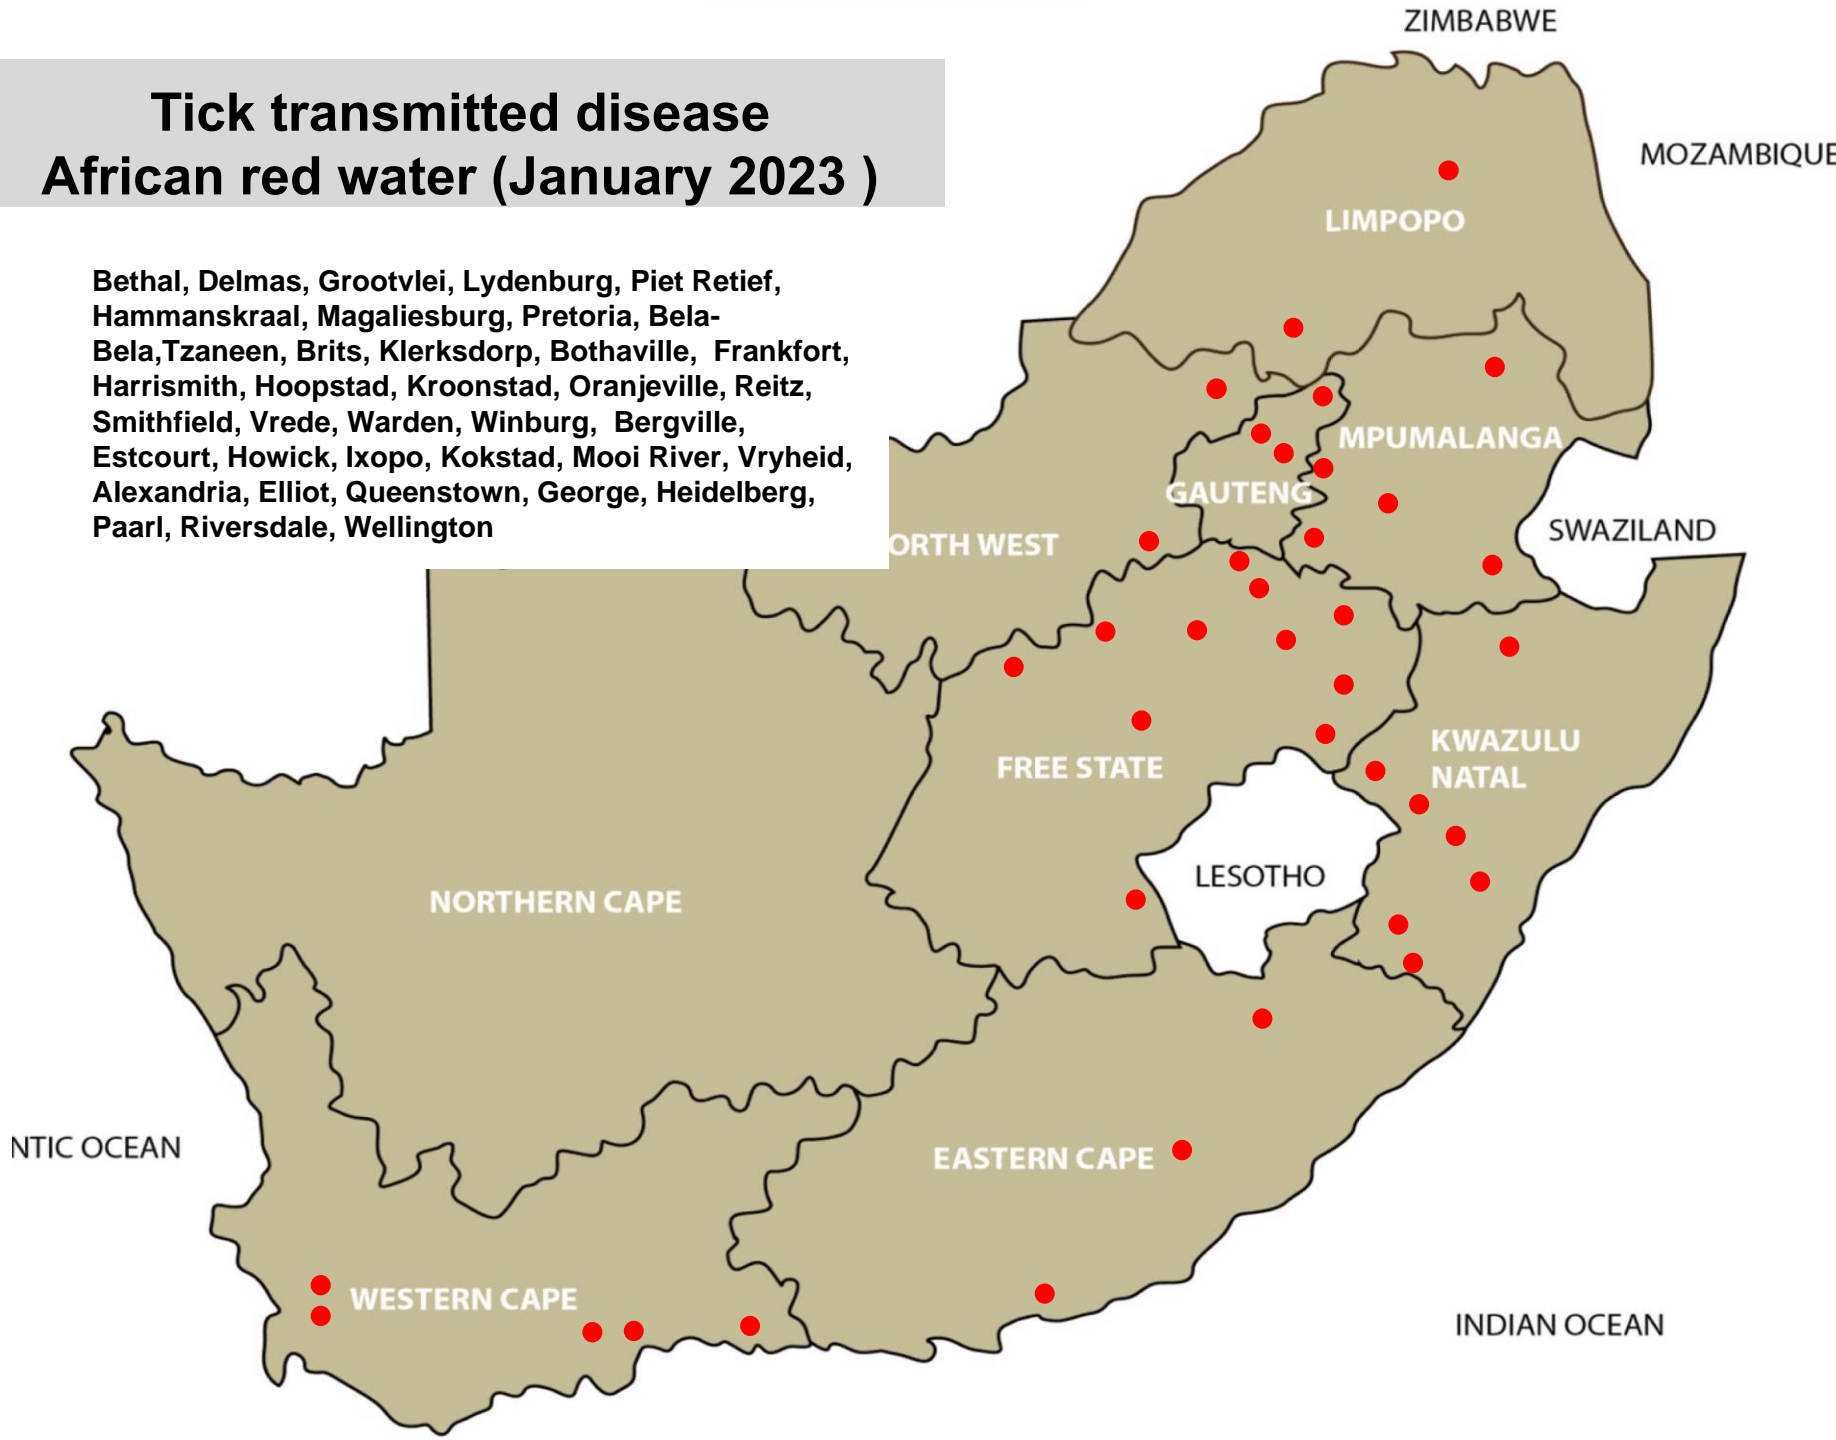 ZIMBABWE
Tick transmitted disease
African red water (January 2023 )
MOZAMBIQUE
LIMPOPO
Bethal, Delmas, Grootvlei, Lydenburg, Piet Retief,
Hammanskraal, Magaliesburg, Pretoria, Bela-
Bela,Tzaneen, Brits, Klerksdorp, Bothaville, Frankfort,
Harrismith, Hoopstad, Kroonstad, Oranjeville, Reitz,
Smithfield, Vrede, Warden, Winburg, Bergville,
Estcourt, Howick, Ixopo, Kokstad, Mooi River, Vryheid,
Alexandria, Elliot, Queenstown, George, Heidelberg,
Paarl, Riversdale, Wellington
MPUMALANGA
GAUTENG
SWAZILAND
ORTH WEST
KWAZULU
NATAL
FREE STATE
LESOTHO
NORTHERN CAPE
NTIC OCEAN
EASTERN CAPE
WESTERN CAPE
INDIAN OCEAN